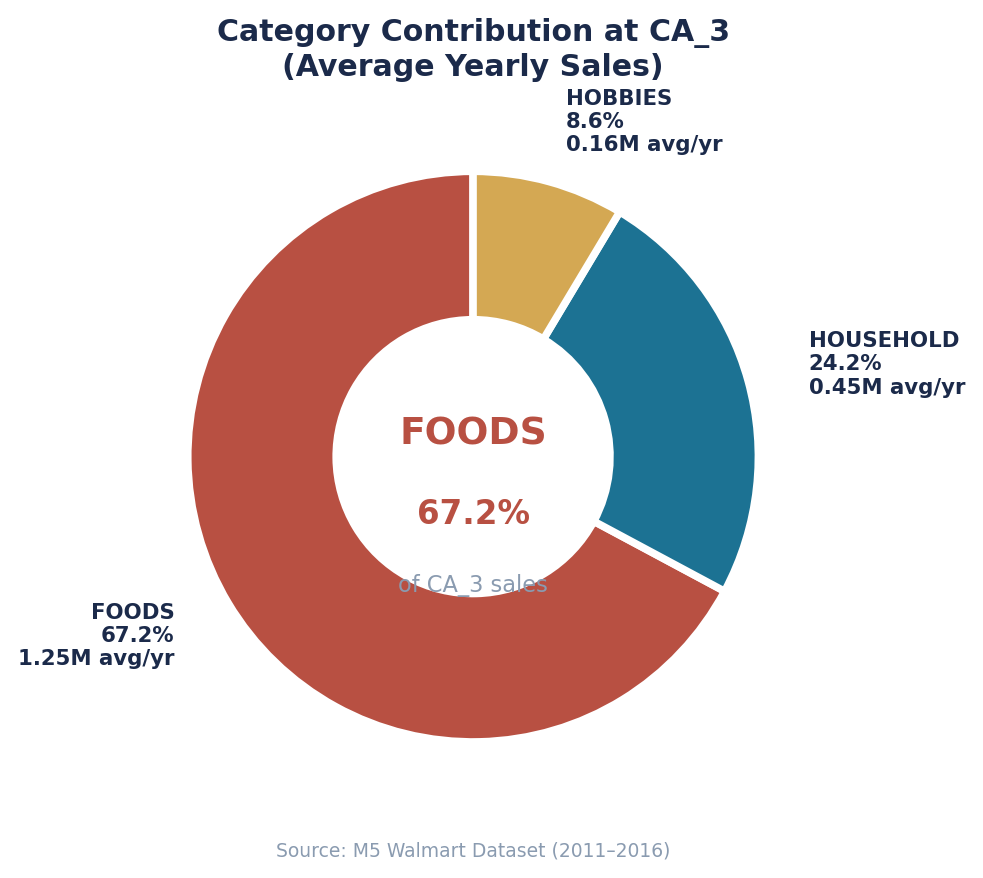 Category Contribution at CA_3
(Average Yearly Sales)
HOBBIES
8.6%
0.16M avg/yr
HOUSEHOLD
24.2%
0.45M avg/yr
FOODS
67.2%
of CA_3 sales
FOODS
67.2%
1.25M avg/yr
Source: M5 Walmart Dataset (2011–2016)